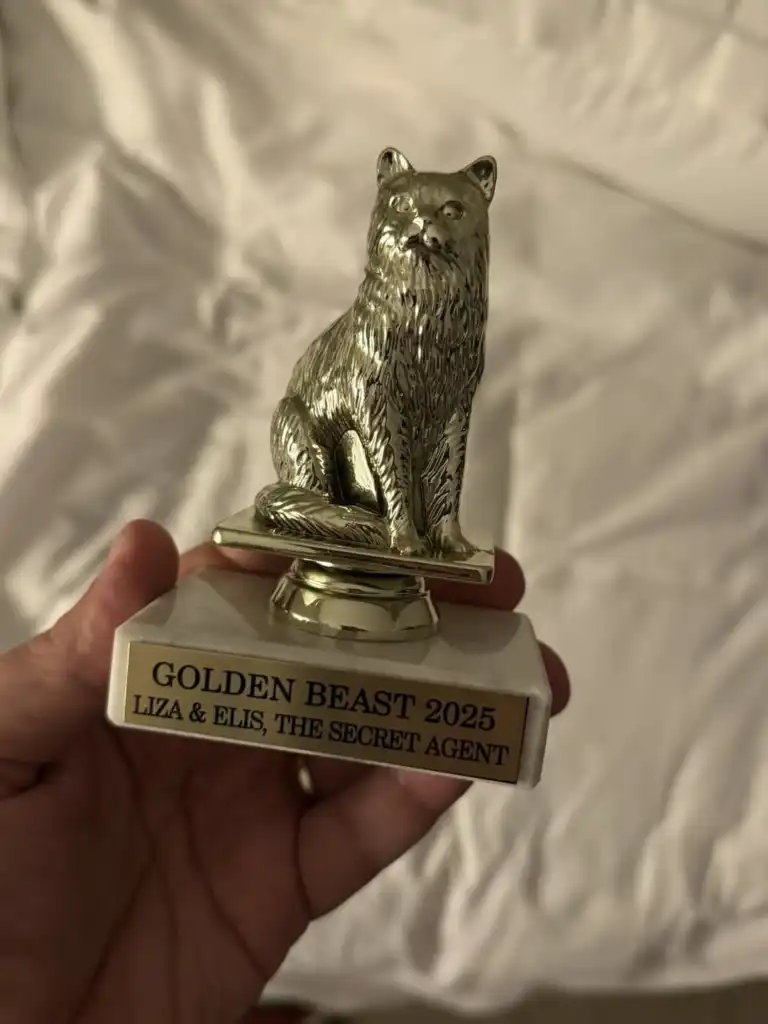 GOLDEN BEAST 2025
LIZA & ELIS, THE SECRET AGENT